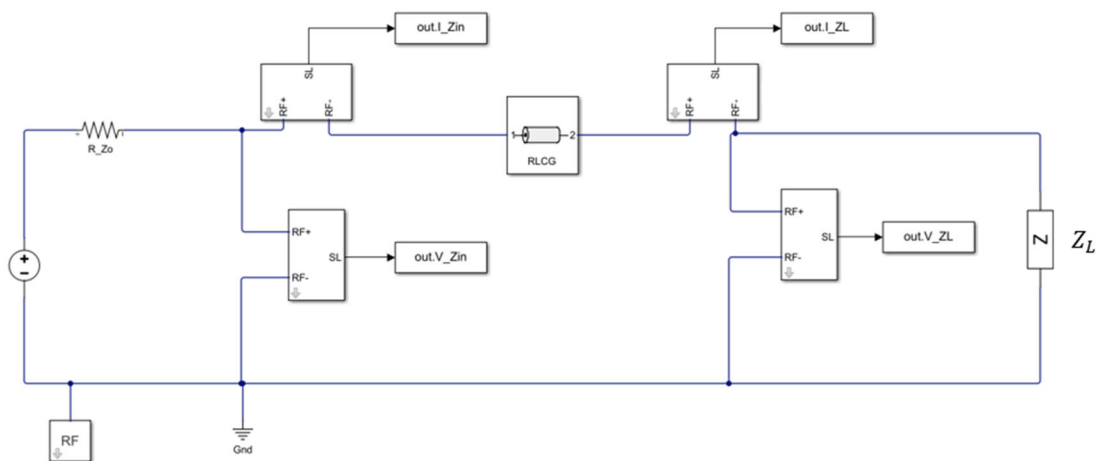 out.I_Zin
out.I_ZL
SL
RF+
RF-
SL
RF+
RF-
+
R_Zo
1
2
RLCG
RF+
SL
RF-
out.V_Zin
RF+
SL
RF-
out.V_ZL
Z
Z_L
+
−
RF
Gnd